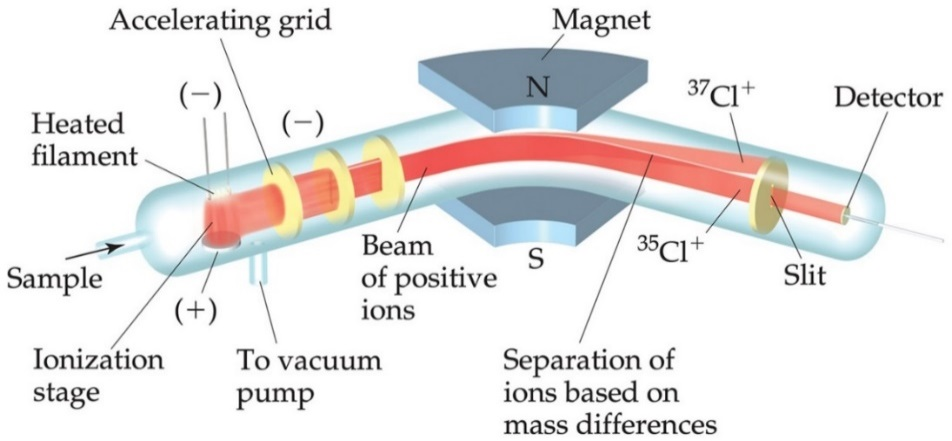 Accelerating grid
Magnet
(−)
N
³⁷Cl⁺
Detector
Heated
filament
(−)
Beam
of positive
ions
S
³⁵Cl⁺
Slit
Sample
(+)
Ionization
stage
To vacuum
pump
Separation of
ions based on
mass differences